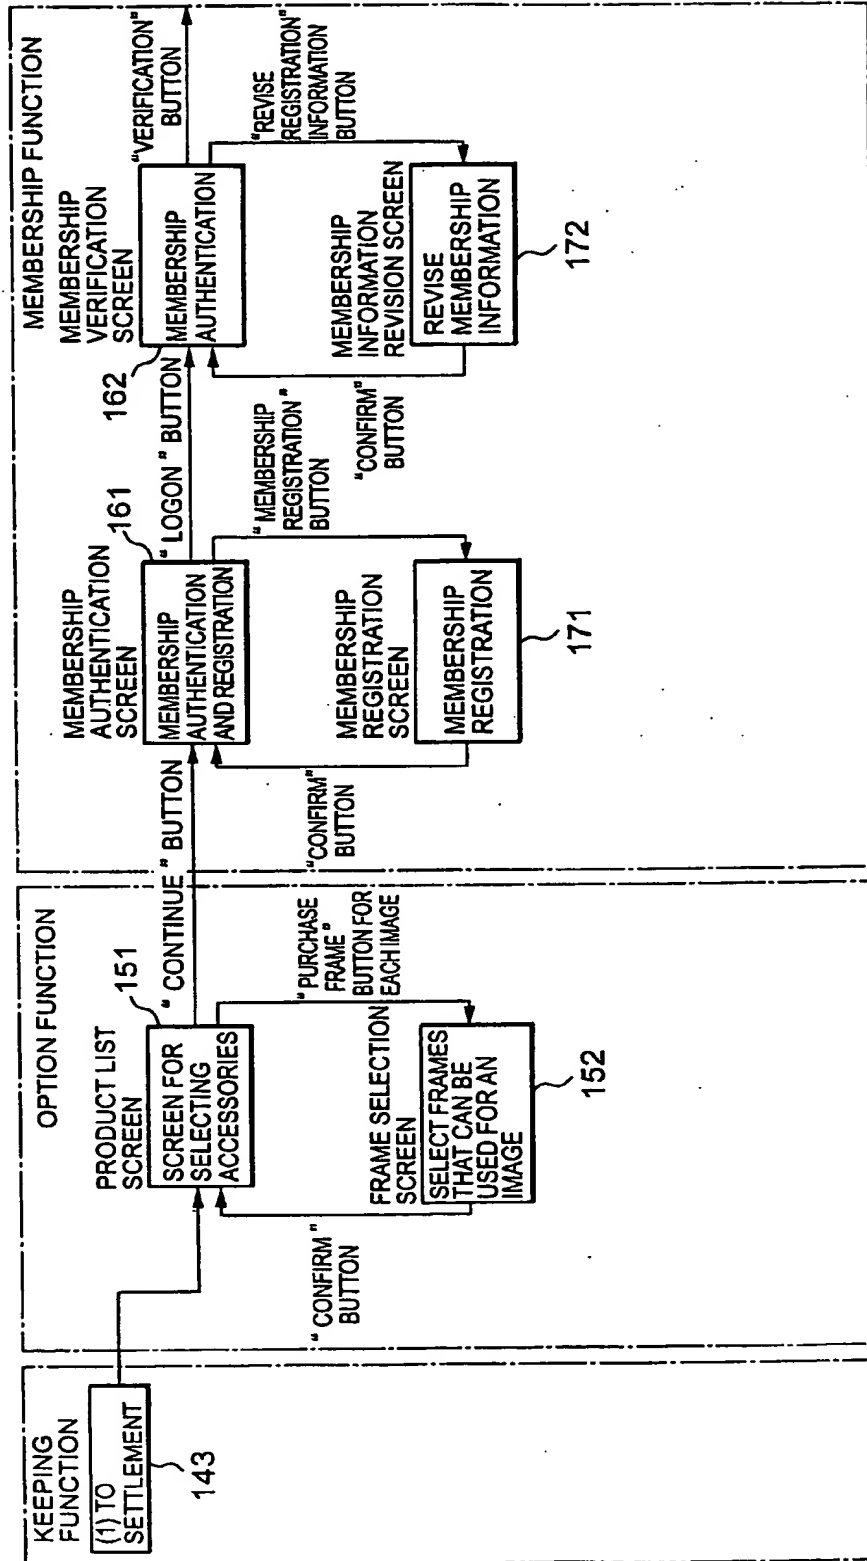 KEEPING
FUNCTION
(1) TO
SETTLEMENT
143
OPTION FUNCTION
PRODUCT LIST
SCREEN
151
SCREEN FOR
SELECTING
ACCESSORIES
"PURCHASE
FRAME"
BUTTON FOR
EACH IMAGE
"CONFIRM"
BUTTON
FRAME SELECTION
SCREEN
SELECT FRAMES
THAT CAN BE
USED FOR AN
IMAGE
152
"CONTINUE" BUTTON
MEMBERSHIP FUNCTION
MEMBERSHIP
AUTHENTICATION
SCREEN
161
MEMBERSHIP
AUTHENTICATION
AND REGISTRATION
"MEMBERSHIP
REGISTRATION"
BUTTON
"CONFIRM"
BUTTON
MEMBERSHIP
REGISTRATION
SCREEN
MEMBERSHIP
REGISTRATION
171
"LOGON" BUTTON
MEMBERSHIP
VERIFICATION
SCREEN
162
MEMBERSHIP
AUTHENTICATION
"VERIFICATION"
BUTTON
"REVISE
REGISTRATION
INFORMATION"
BUTTON
"CONFIRM"
BUTTON
MEMBERSHIP
INFORMATION
REVISION SCREEN
REVISE
MEMBERSHIP
INFORMATION
172